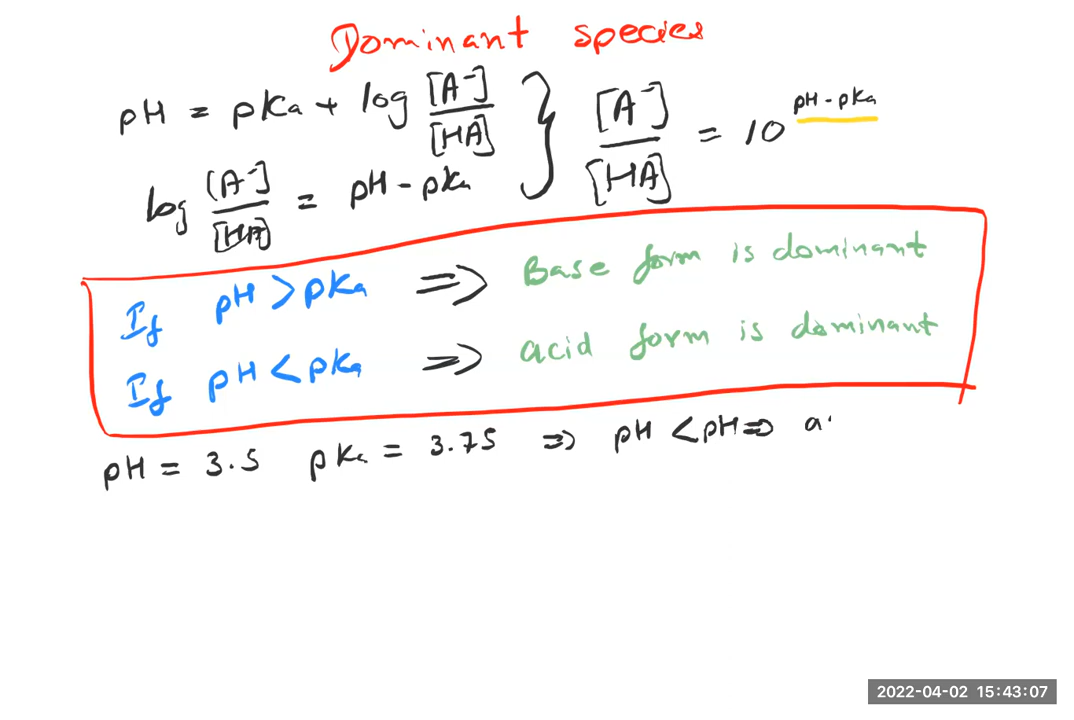 Dominant species
pH = pKa + log [A⁻]/[HA] } [A⁻]/[HA] = 10^(pH - pKa)
log [A⁻]/[HA] = pH - pKa
If pH > pKa ⇒ Base form is dominant
If pH < pKa ⇒ acid form is dominant
pH = 3.5 pKa = 3.75 ⇒ pH < pH ⇒ a
2022-04-02 15:43:07